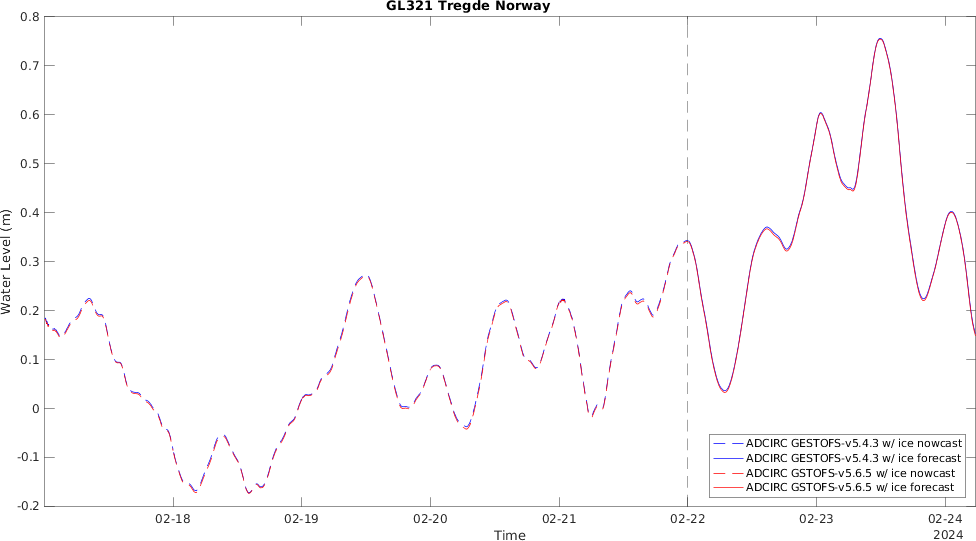 GL321 Tregde Norway
0.8
0.7
0.6
0.5
0.4
0.3
0.2
0.1
0
-0.1
-0.2
Water Level (m)
ADCIRC GESTOFS-v5.4.3 w/ ice nowcast
ADCIRC GESTOFS-v5.4.3 w/ ice forecast
ADCIRC GSTOFS-v5.6.5 w/ ice nowcast
ADCIRC GSTOFS-v5.6.5 w/ ice forecast
02-18 02-19 02-20 02-21 02-22 02-23 02-24
Time 2024